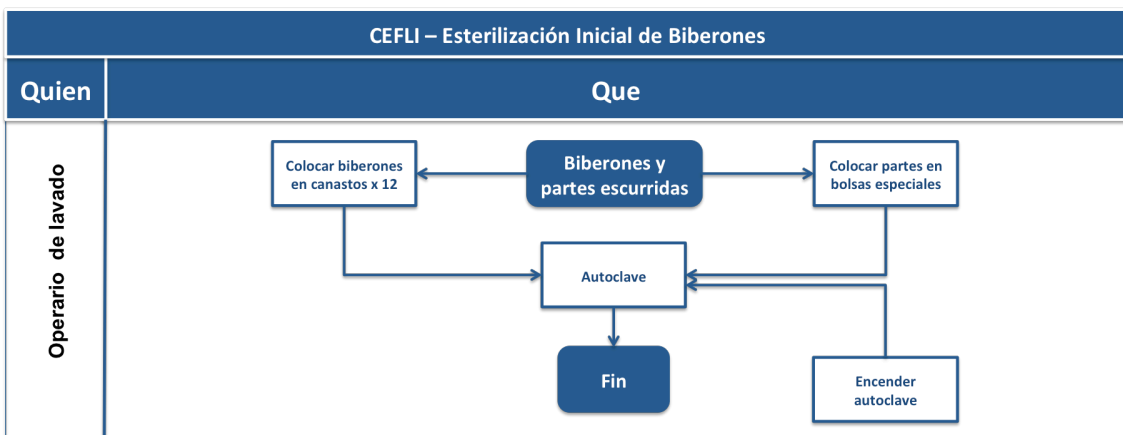 CEFLI – Esterilización Inicial de Biberones
Quien
Que
Operario de lavado
Colocar biberones
en canastos x 12
Biberones y
partes escurridas
Colocar partes en
bolsas especiales
Autoclave
Fin
Encender
autoclave